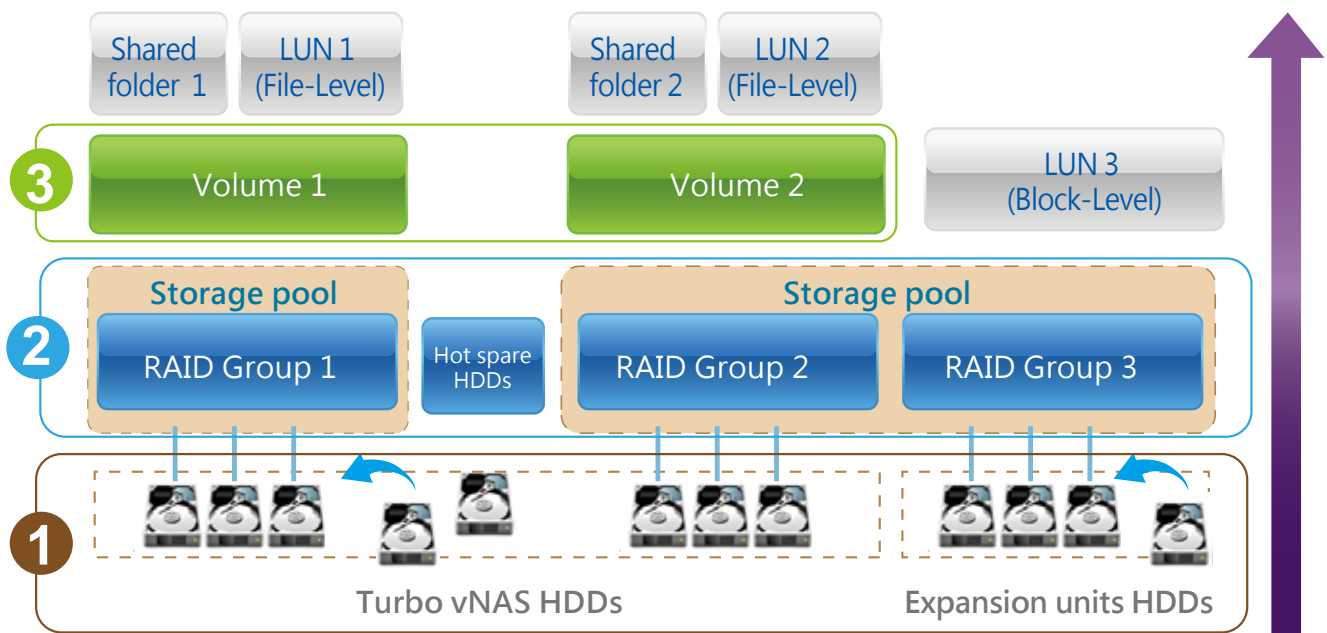 Shared
folder 1
LUN 1
(File-Level)
Shared
folder 2
LUN 2
(File-Level)
3
Volume 1
Volume 2
LUN 3
(Block-Level)
2
Storage pool
RAID Group 1
Hot spare
HDDs
Storage pool
RAID Group 2
RAID Group 3
1
Turbo vNAS HDDs
Expansion units HDDs